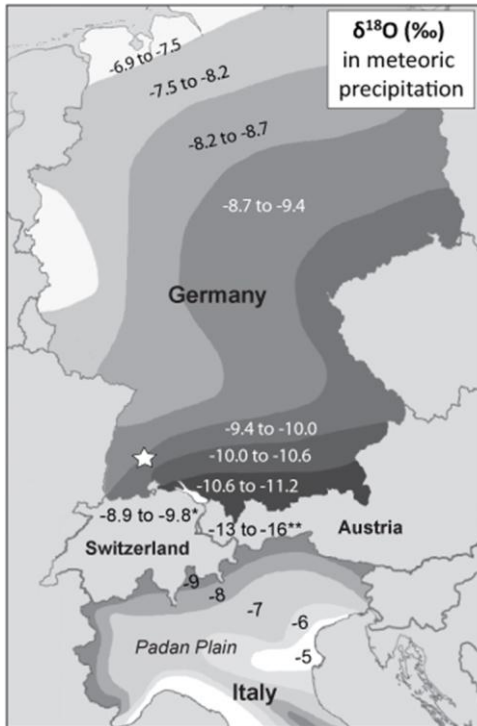 δ¹⁸O (‰)
in meteoric
precipitation
-6.9 to -7.5
-7.5 to -8.2
-8.2 to -8.7
-8.7 to -9.4
Germany
-9.4 to -10.0
-10.0 to -10.6
-10.6 to -11.2
-8.9 to -9.8*
-13 to -16**
Austria
Switzerland
-9
-8
-7
-6
Padan Plain
-5
Italy